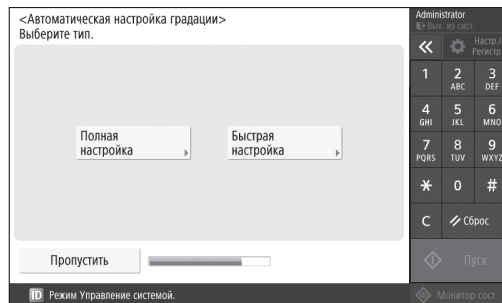 <Автоматическая настройка градации>
Выберите тип.
Полная
настройка
Быстрая
настройка
Пропустить
ID Режим Управление системой.
Administrator
Вых. из сист.
Настр./
Регистр.
1 2 3
ABC DEF
4 5 6
GHI JKL MNO
7 8 9
PQRS TUV WXYZ
* 0 #
C Сброс
Пуск
Монитор сост.